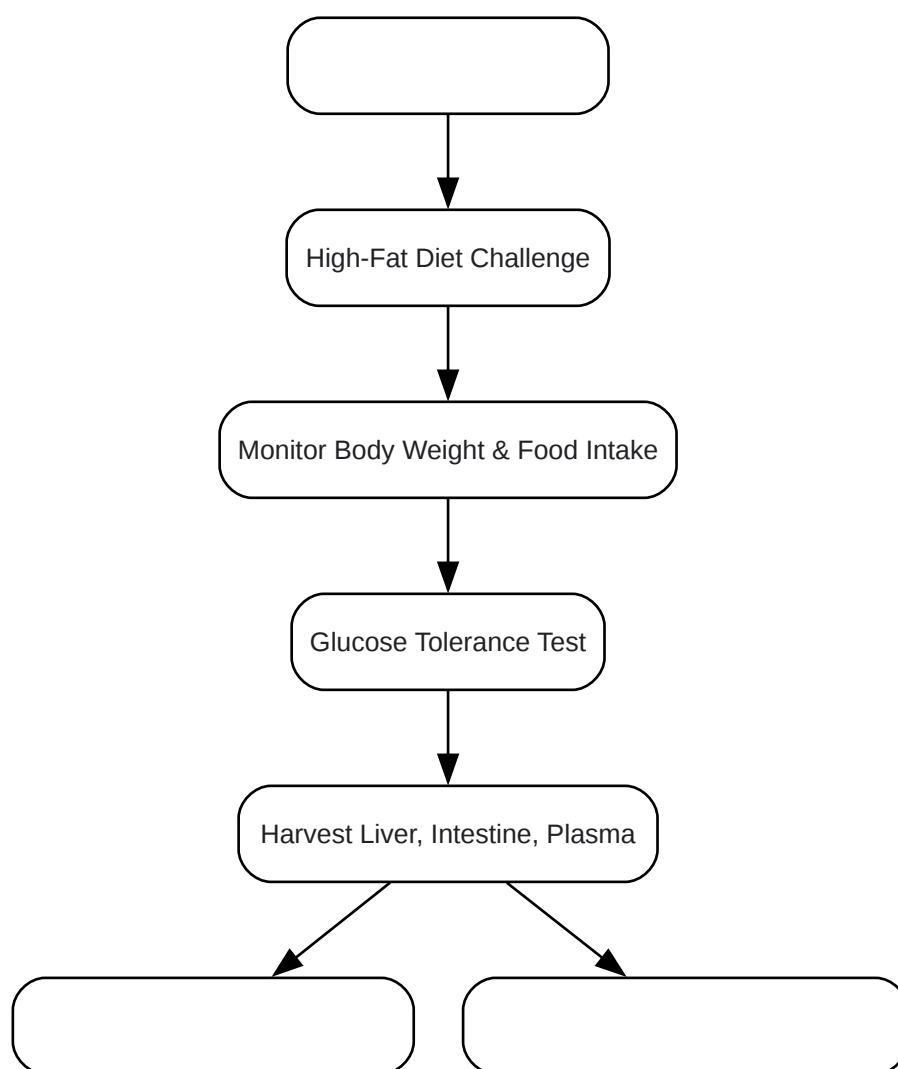 High-Fat Diet Challenge
Monitor Body Weight & Food Intake
Glucose Tolerance Test
Harvest Liver, Intestine, Plasma